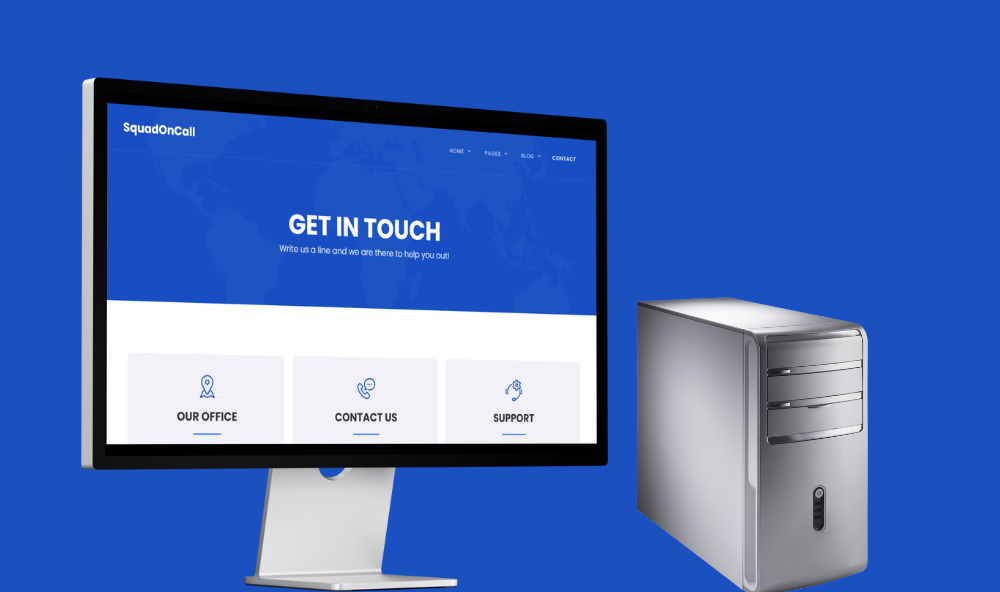 SquadOnCall
HOME PAGES BLOG CONTACT
GET IN TOUCH
Write us a line and we are there to help you out!
OUR OFFICE
CONTACT US
SUPPORT